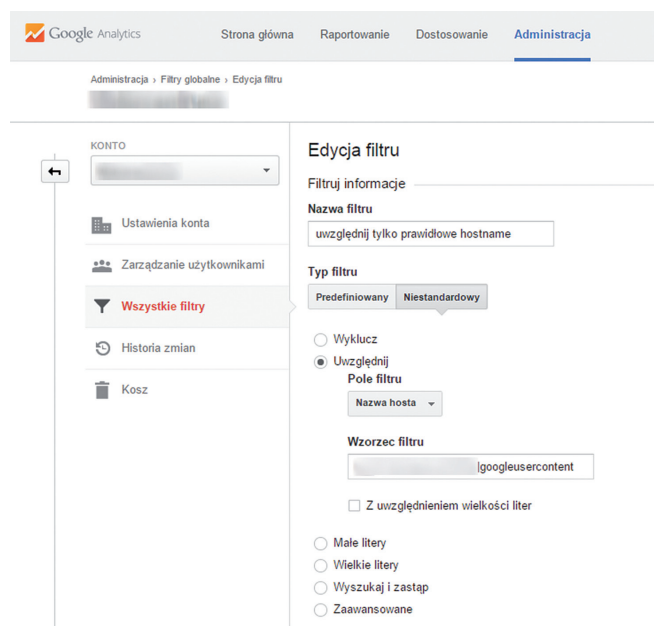 Google Analytics Strona główna Raportowanie Dostosowanie Administracja
Administracja › Filtry globalne › Edycja filtru
KONTO
Ustawienia konta
Zarządzanie użytkownikami
Wszystkie filtry
Historia zmian
Kosz
Edycja filtru
Filtruj informacje
Nazwa filtru
uwzględnij tylko prawidłowe hostname
Typ filtru
Predefiniowany Niestandardowy
Wyklucz
Uwzględnij
Pole filtru
Nazwa hosta
Wzorzec filtru
|googleusercontent
Z uwzględnieniem wielkości liter
Małe litery
Wielkie litery
Wyszukaj i zastąp
Zaawansowane